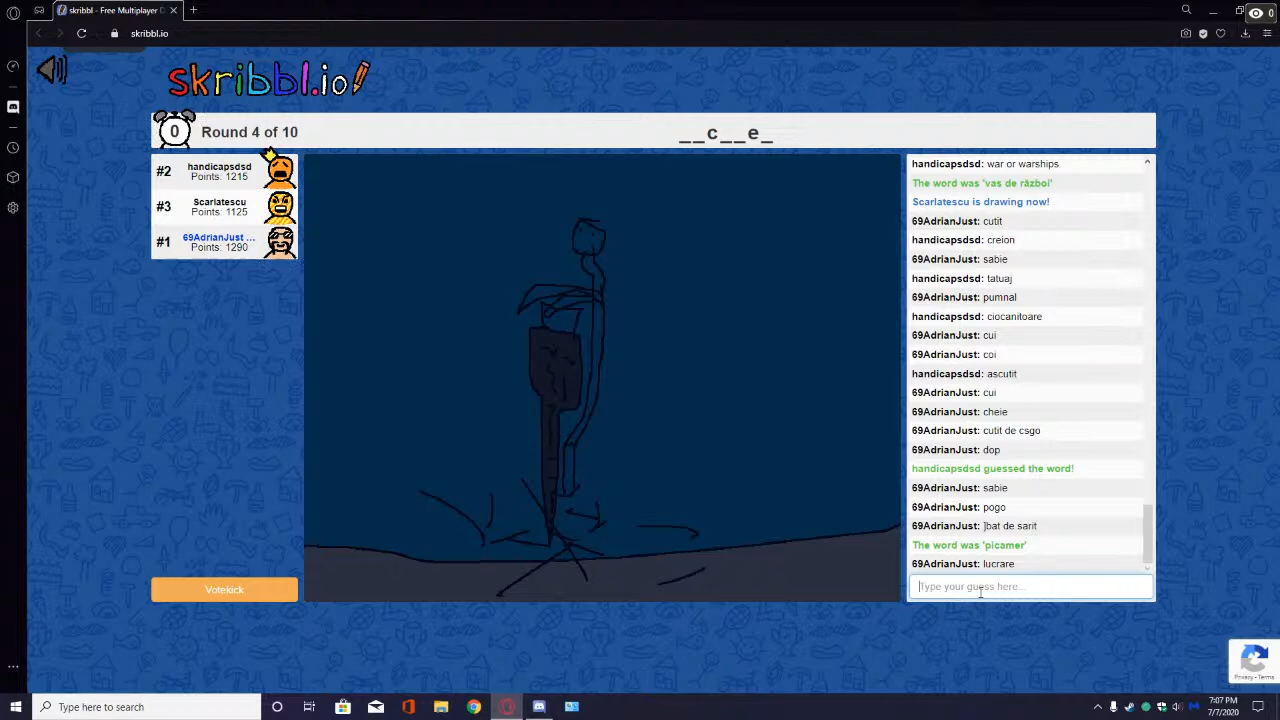 skribbl - Free Multiplayer D
0
skribbl.io
skribbl.io
0
Round 4 of 10
__c__e_
#2 handicapsdsd
Points: 1215
#3 Scarlatescu
Points: 1125
#1 69AdrianJust ...
Points: 1290
Votekick
handicapsdsd: war or warships
The word was 'vas de război'
Scarlatescu is drawing now!
69AdrianJust: cutit
handicapsdsd: creion
69AdrianJust: sabie
handicapsdsd: tatuaj
69AdrianJust: pumnal
handicapsdsd: ciocanitoare
69AdrianJust: cui
69AdrianJust: coi
handicapsdsd: ascutit
69AdrianJust: cui
69AdrianJust: cheie
69AdrianJust: cutit de csgo
69AdrianJust: dop
handicapsdsd guessed the word!
69AdrianJust: sabie
69AdrianJust: pogo
69AdrianJust: ]bat de sarit
The word was 'picamer'
69AdrianJust: lucrare
Type your guess here...
Privacy - Terms
Type here to search
7:07 PM
7/7/2020